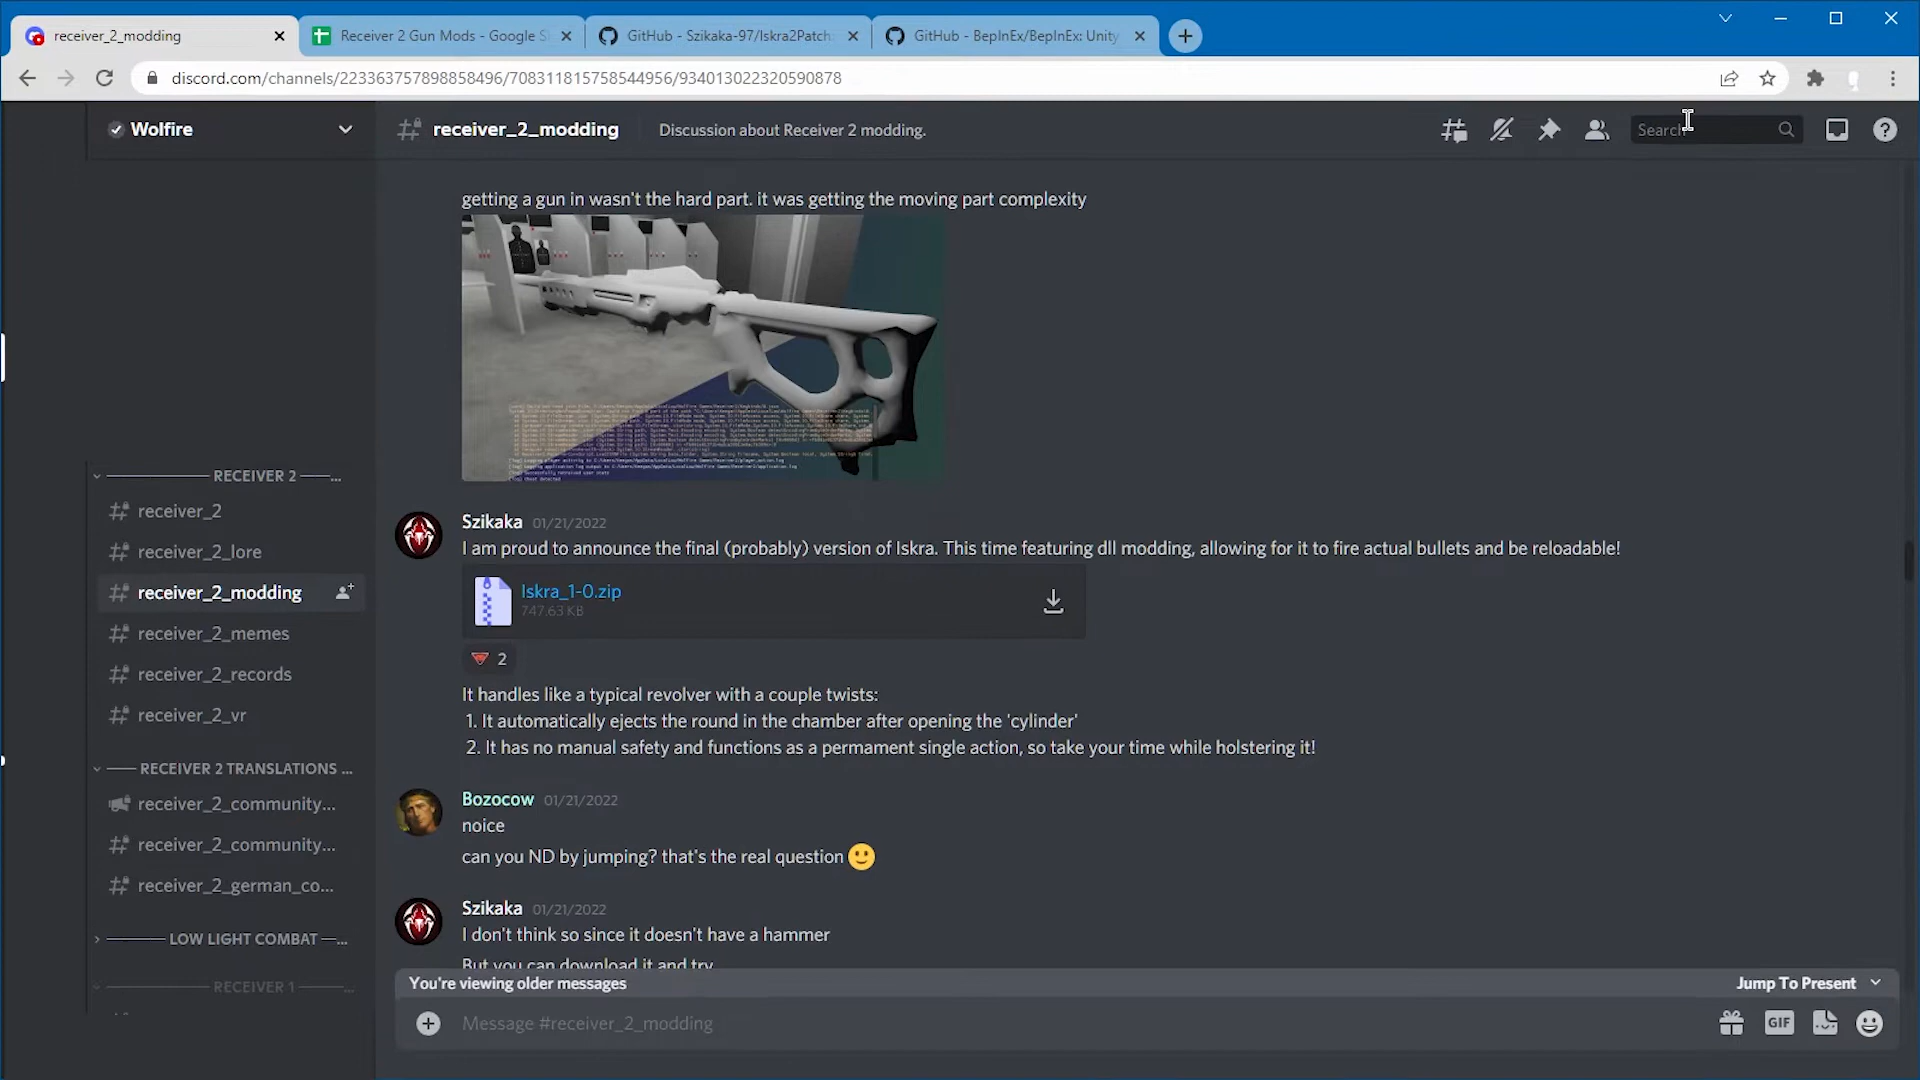 receiver_2_modding
Receiver 2 Gun Mods - Google S
GitHub - Szikaka-97/Iskra2Patch:
GitHub - BepInEx/BepInEx: Unity
discord.com/channels/223363757898858496/708311815758544956/934013022320590878
Wolfire
receiver_2_modding
Discussion about Receiver 2 modding.
Search
RECEIVER 2
receiver_2
receiver_2_lore
receiver_2_modding
receiver_2_memes
receiver_2_records
receiver_2_vr
RECEIVER 2 TRANSLATIONS ...
receiver_2_community...
receiver_2_community...
receiver_2_german_co...
LOW LIGHT COMBAT
RECEIVER 1
getting a gun in wasn't the hard part. it was getting the moving part complexity
Szikaka 01/21/2022
I am proud to announce the final (probably) version of Iskra. This time featuring dll modding, allowing for it to fire actual bullets and be reloadable!
Iskra_1-0.zip
747.63 KB
2
It handles like a typical revolver with a couple twists:
1. It automatically ejects the round in the chamber after opening the 'cylinder'
2. It has no manual safety and functions as a permament single action, so take your time while holstering it!
Bozocow 01/21/2022
noice
can you ND by jumping? that's the real question 🙂
Szikaka 01/21/2022
I don't think so since it doesn't have a hammer
But you can download it and try
You're viewing older messages
Jump To Present
Message #receiver_2_modding
GIF